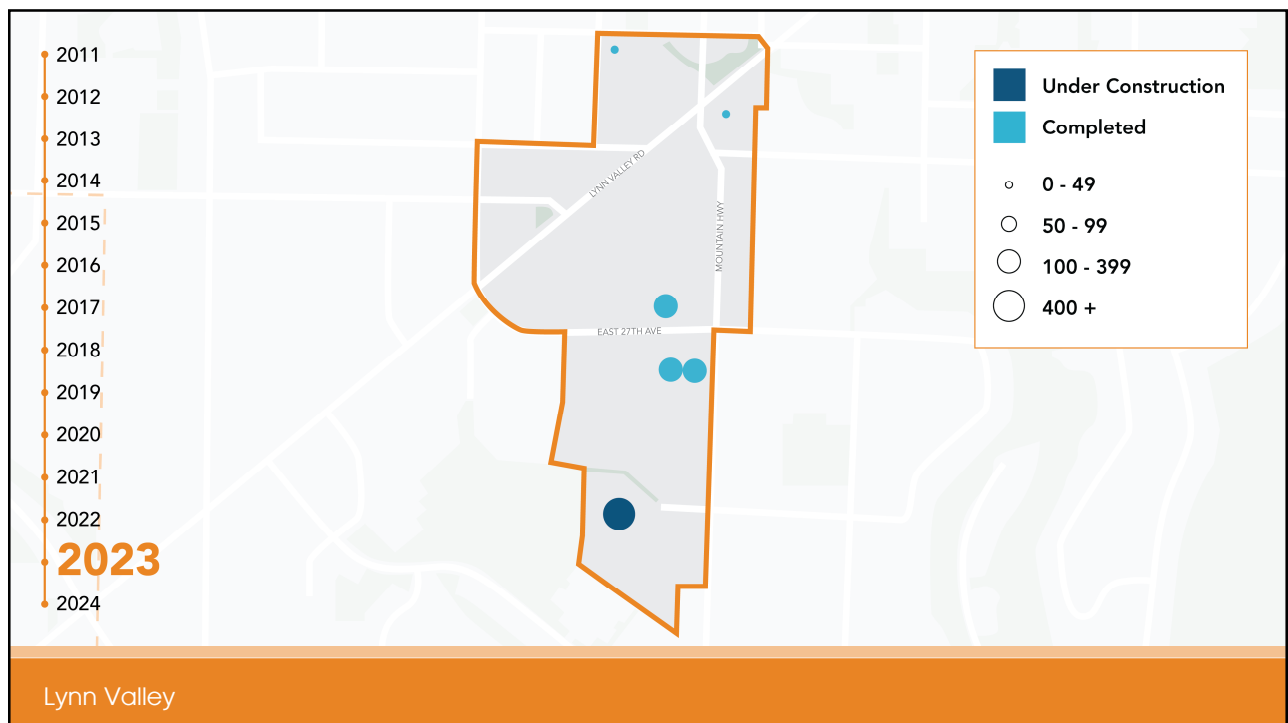 2011
2012
2013
2014
2015
2016
2017
2018
2019
2020
2021
2022
2023
2024
LYNN VALLEY RD
MOUNTAIN HWY
EAST 27TH AVE
Under Construction
Completed
0 - 49
50 - 99
100 - 399
400 +
Lynn Valley